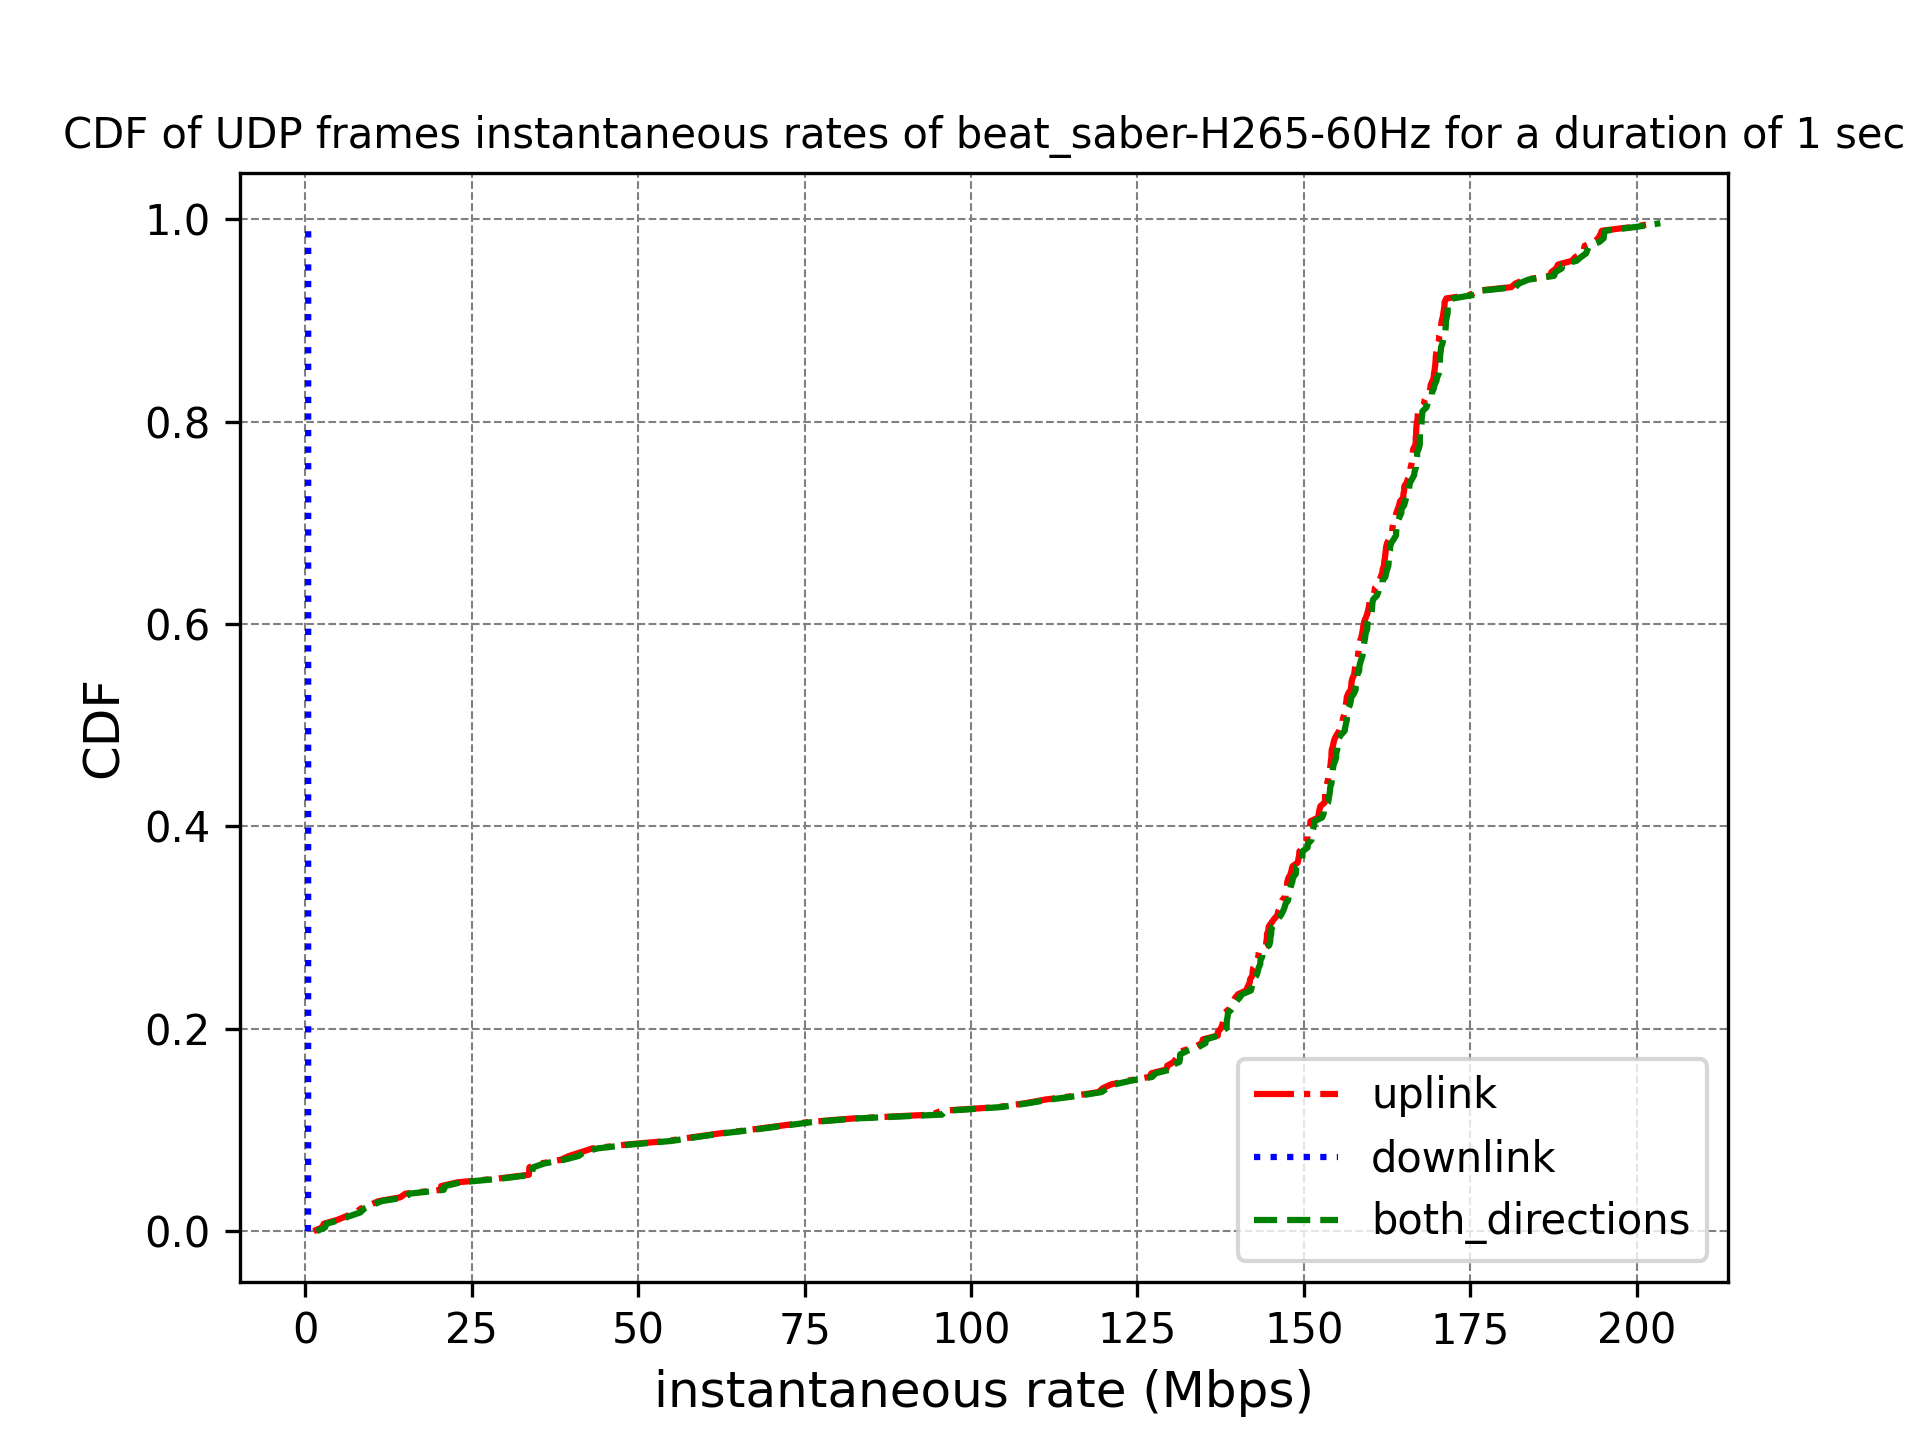 CDF of UDP frames instantaneous rates of beat_saber-H265-60Hz for a duration of 1 sec
1.0
0.8
0.6
0.4
0.2
0.0
CDF
uplink
downlink
both_directions
0 25 50 75 100 125 150 175 200
instantaneous rate (Mbps)